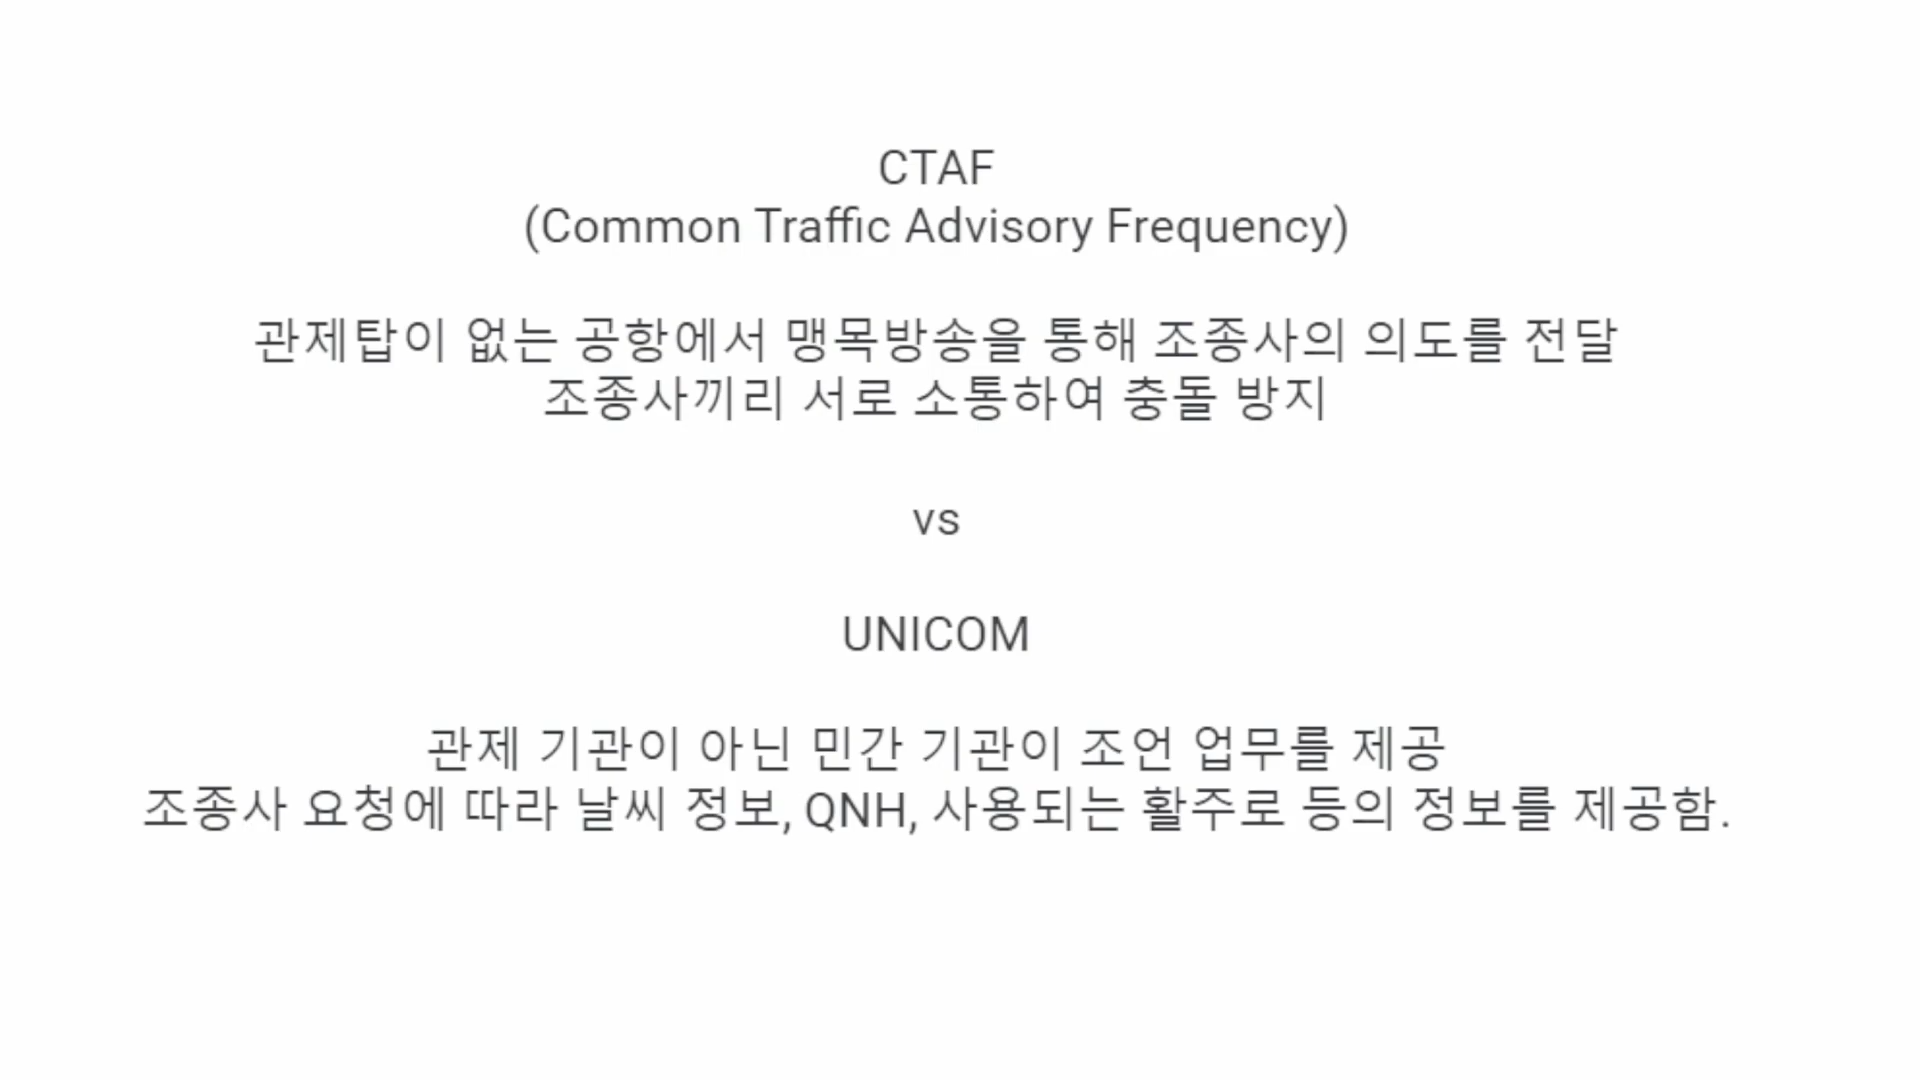 CTAF
(Common Traffic Advisory Frequency)
관제탑이 없는 공항에서 맹목방송을 통해 조종사의 의도를 전달
조종사끼리 서로 소통하여 충돌 방지
vs
UNICOM
관제 기관이 아닌 민간 기관이 조언 업무를 제공
조종사 요청에 따라 날씨 정보, QNH, 사용되는 활주로 등의 정보를 제공함.